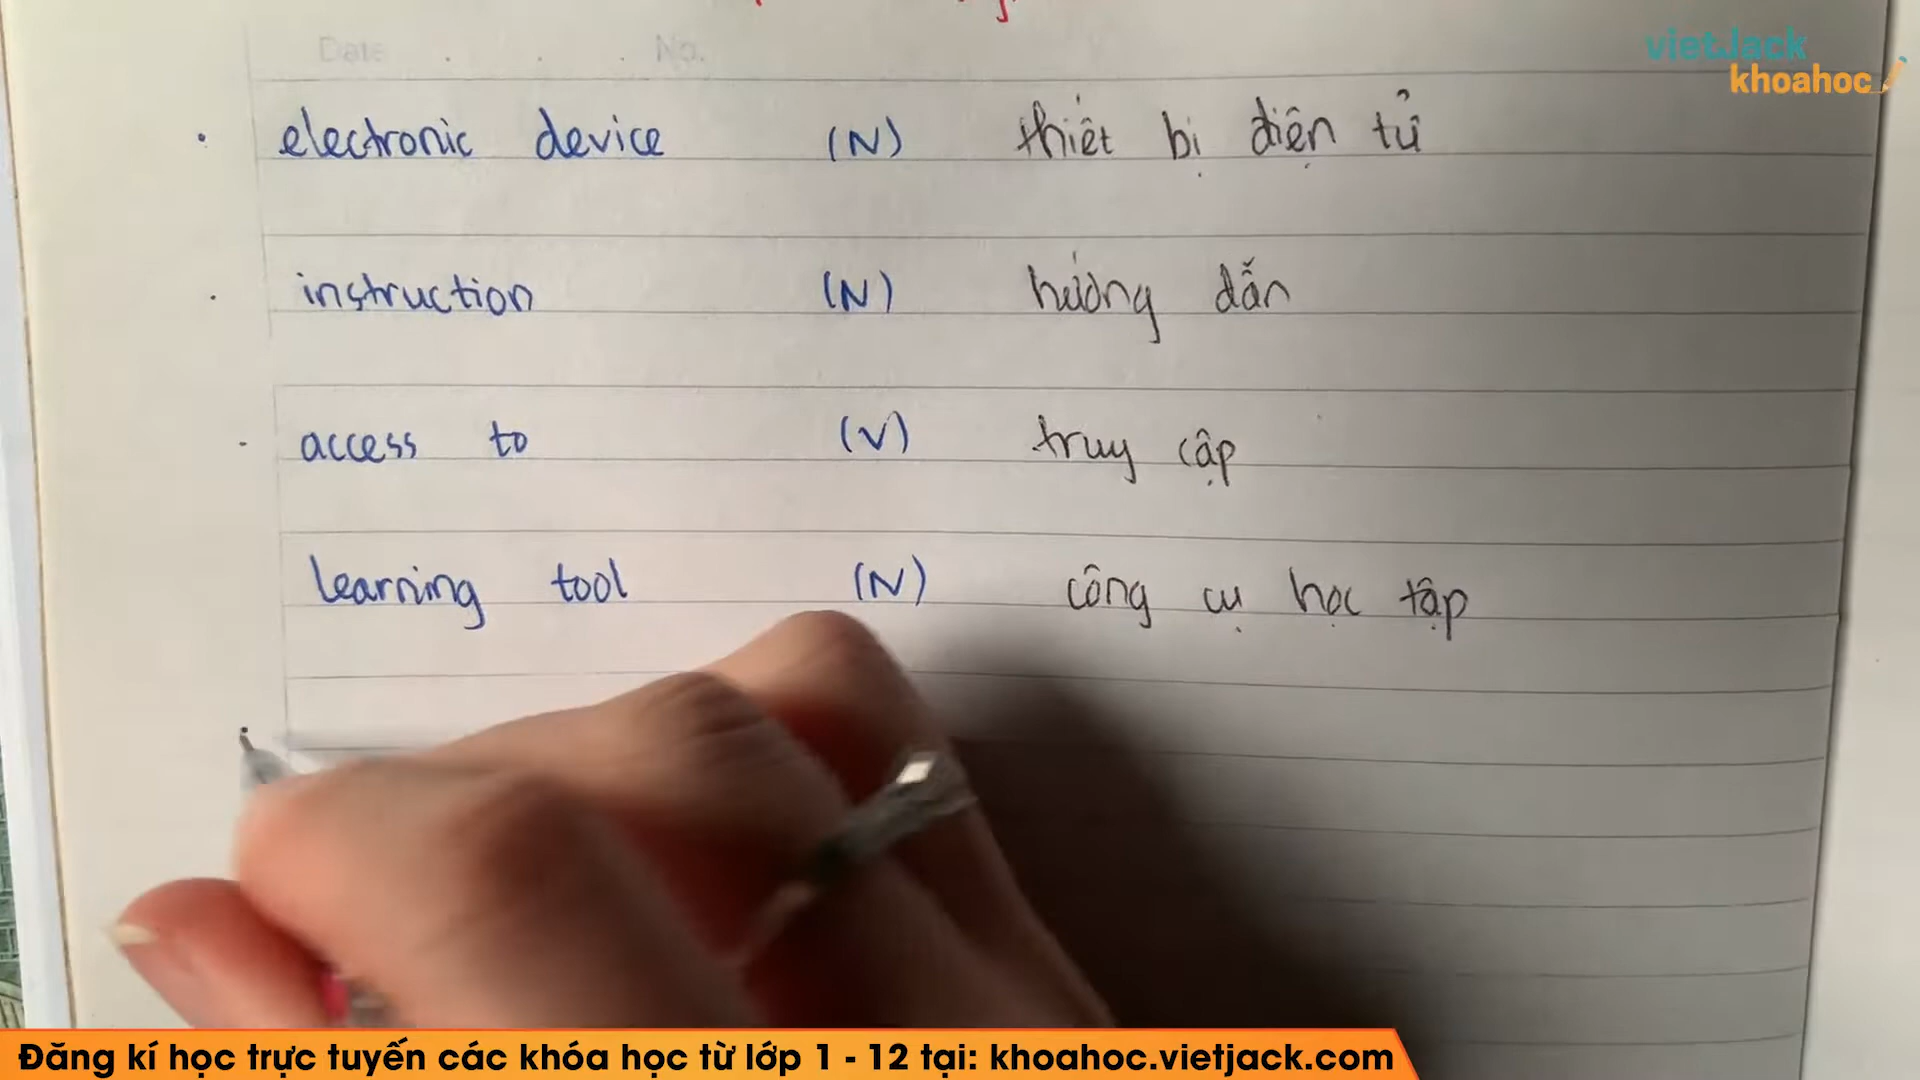 Date No.
vietJack
khoahoc
electronic device (N) thiết bị điện tử
instruction (N) hướng dẫn
access to (V) truy cập
learning tool (N) công cụ học tập
Đăng kí học trực tuyến các khóa học từ lớp 1 - 12 tại: khoahoc.vietjack.com